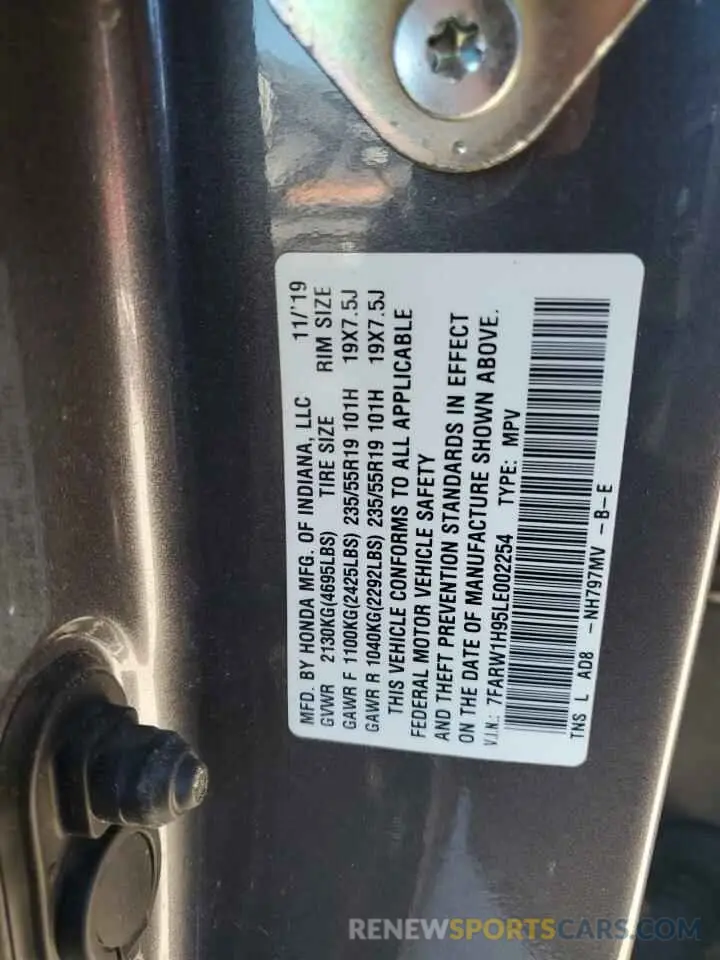 MFD. BY HONDA MFG. OF INDIANA, LLC 11/'19
GVWR 2130KG(4695LBS) TIRE SIZE RIM SIZE
GAWR F 1100KG(2425LBS) 235/55R19 101H 19X7.5J
GAWR R 1040KG(2292LBS) 235/55R19 101H 19X7.5J
THIS VEHICLE CONFORMS TO ALL APPLICABLE
FEDERAL MOTOR VEHICLE SAFETY
AND THEFT PREVENTION STANDARDS IN EFFECT
ON THE DATE OF MANUFACTURE SHOWN ABOVE.
V.I.N.: 7FARW1H95LE002254 TYPE: MPV
TNS L AD8 -NH797MV -B-E
RENEWSPORTSCARS.COM